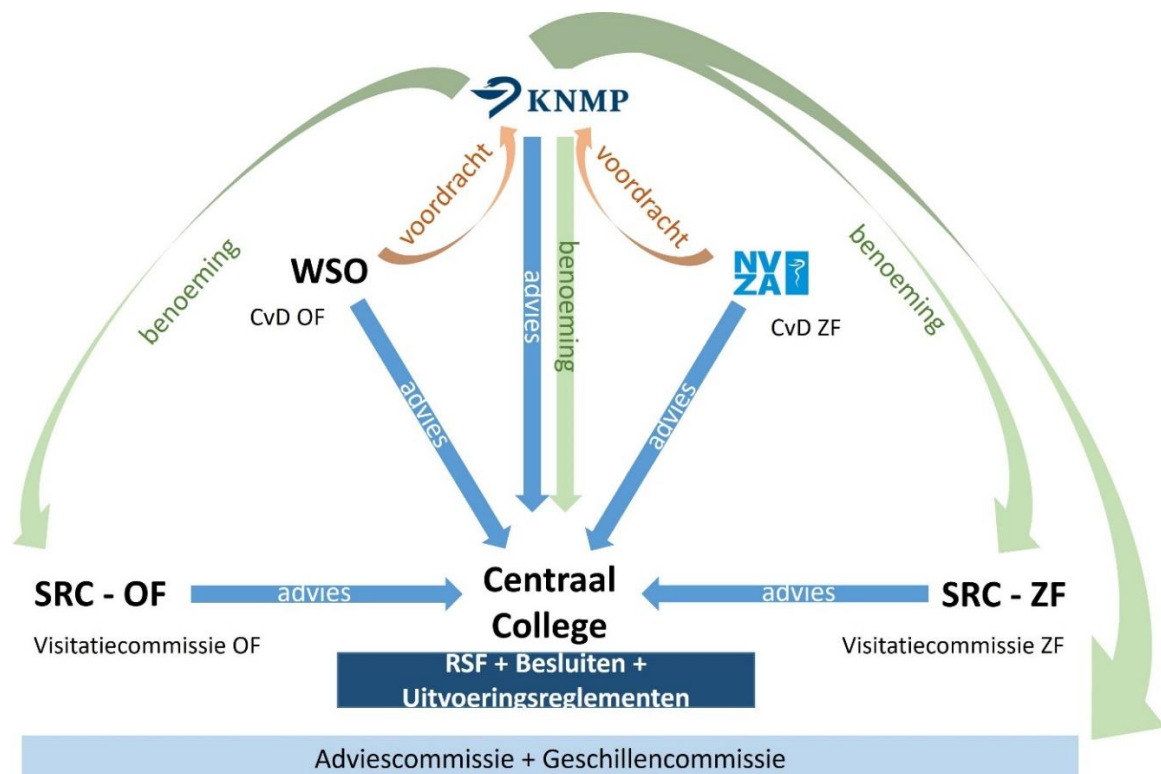 KNMP
voordracht
voordracht
benoeming
benoeming
WSO
CvD OF
advies
benoeming
NV
ZA
CvD ZF
advies
advies
SRC - OF
Visitatiecommissie OF
advies
Centraal
College
advies
SRC - ZF
Visitatiecommissie ZF
RSF + Besluiten +
Uitvoeringsreglementen
Adviescommissie + Geschillencommissie